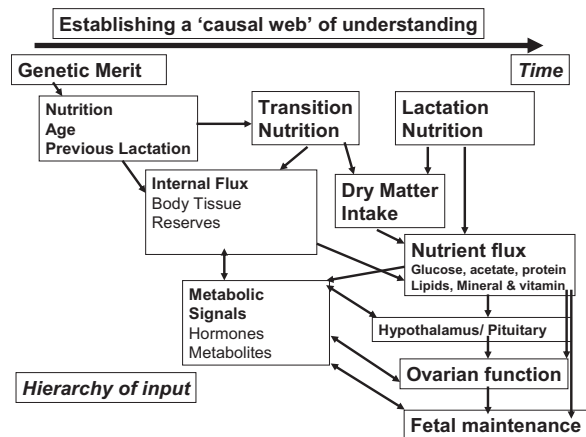 Establishing a ‘causal web’ of understanding
Genetic Merit
Time
Nutrition
Age
Previous Lactation
Transition
Nutrition
Lactation
Nutrition
Internal Flux
Body Tissue
Reserves
Dry Matter
Intake
Nutrient flux
Glucose, acetate, protein
Lipids, Mineral & vitamin
Metabolic
Signals
Hormones
Metabolites
Hypothalamus/ Pituitary
Ovarian function
Hierarchy of input
Fetal maintenance